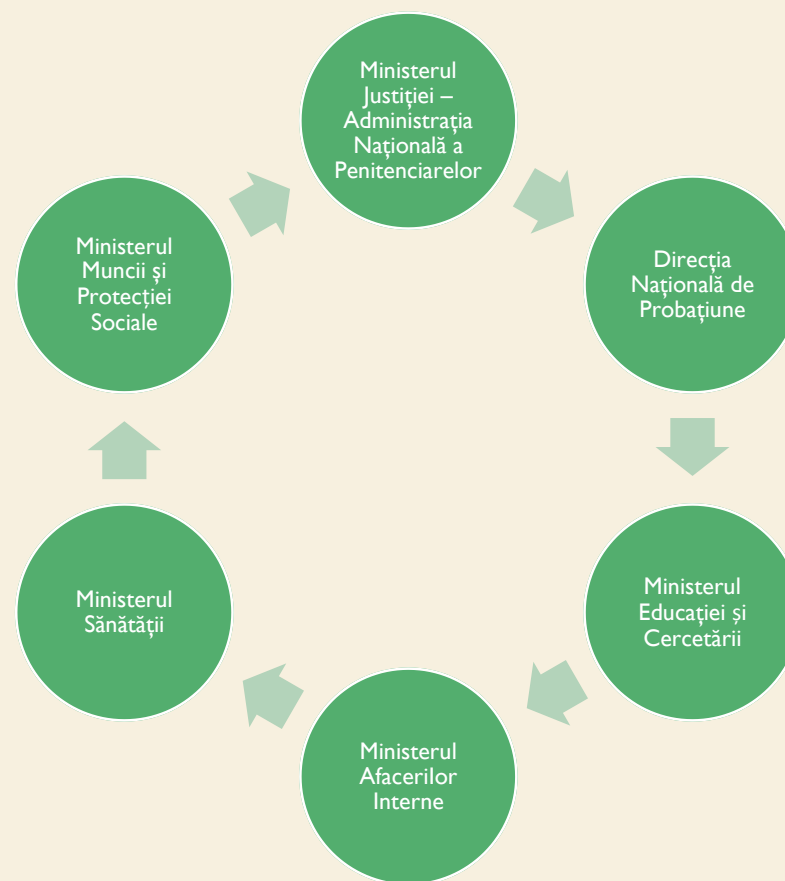 Ministerul
Justiției –
Administrația
Națională a
Penitenciarelor
Direcția
Națională de
Probațiune
Ministerul
Educației și
Cercetării
Ministerul
Afacerilor
Interne
Ministerul
Sănătății
Ministerul
Muncii și
Protecției
Sociale